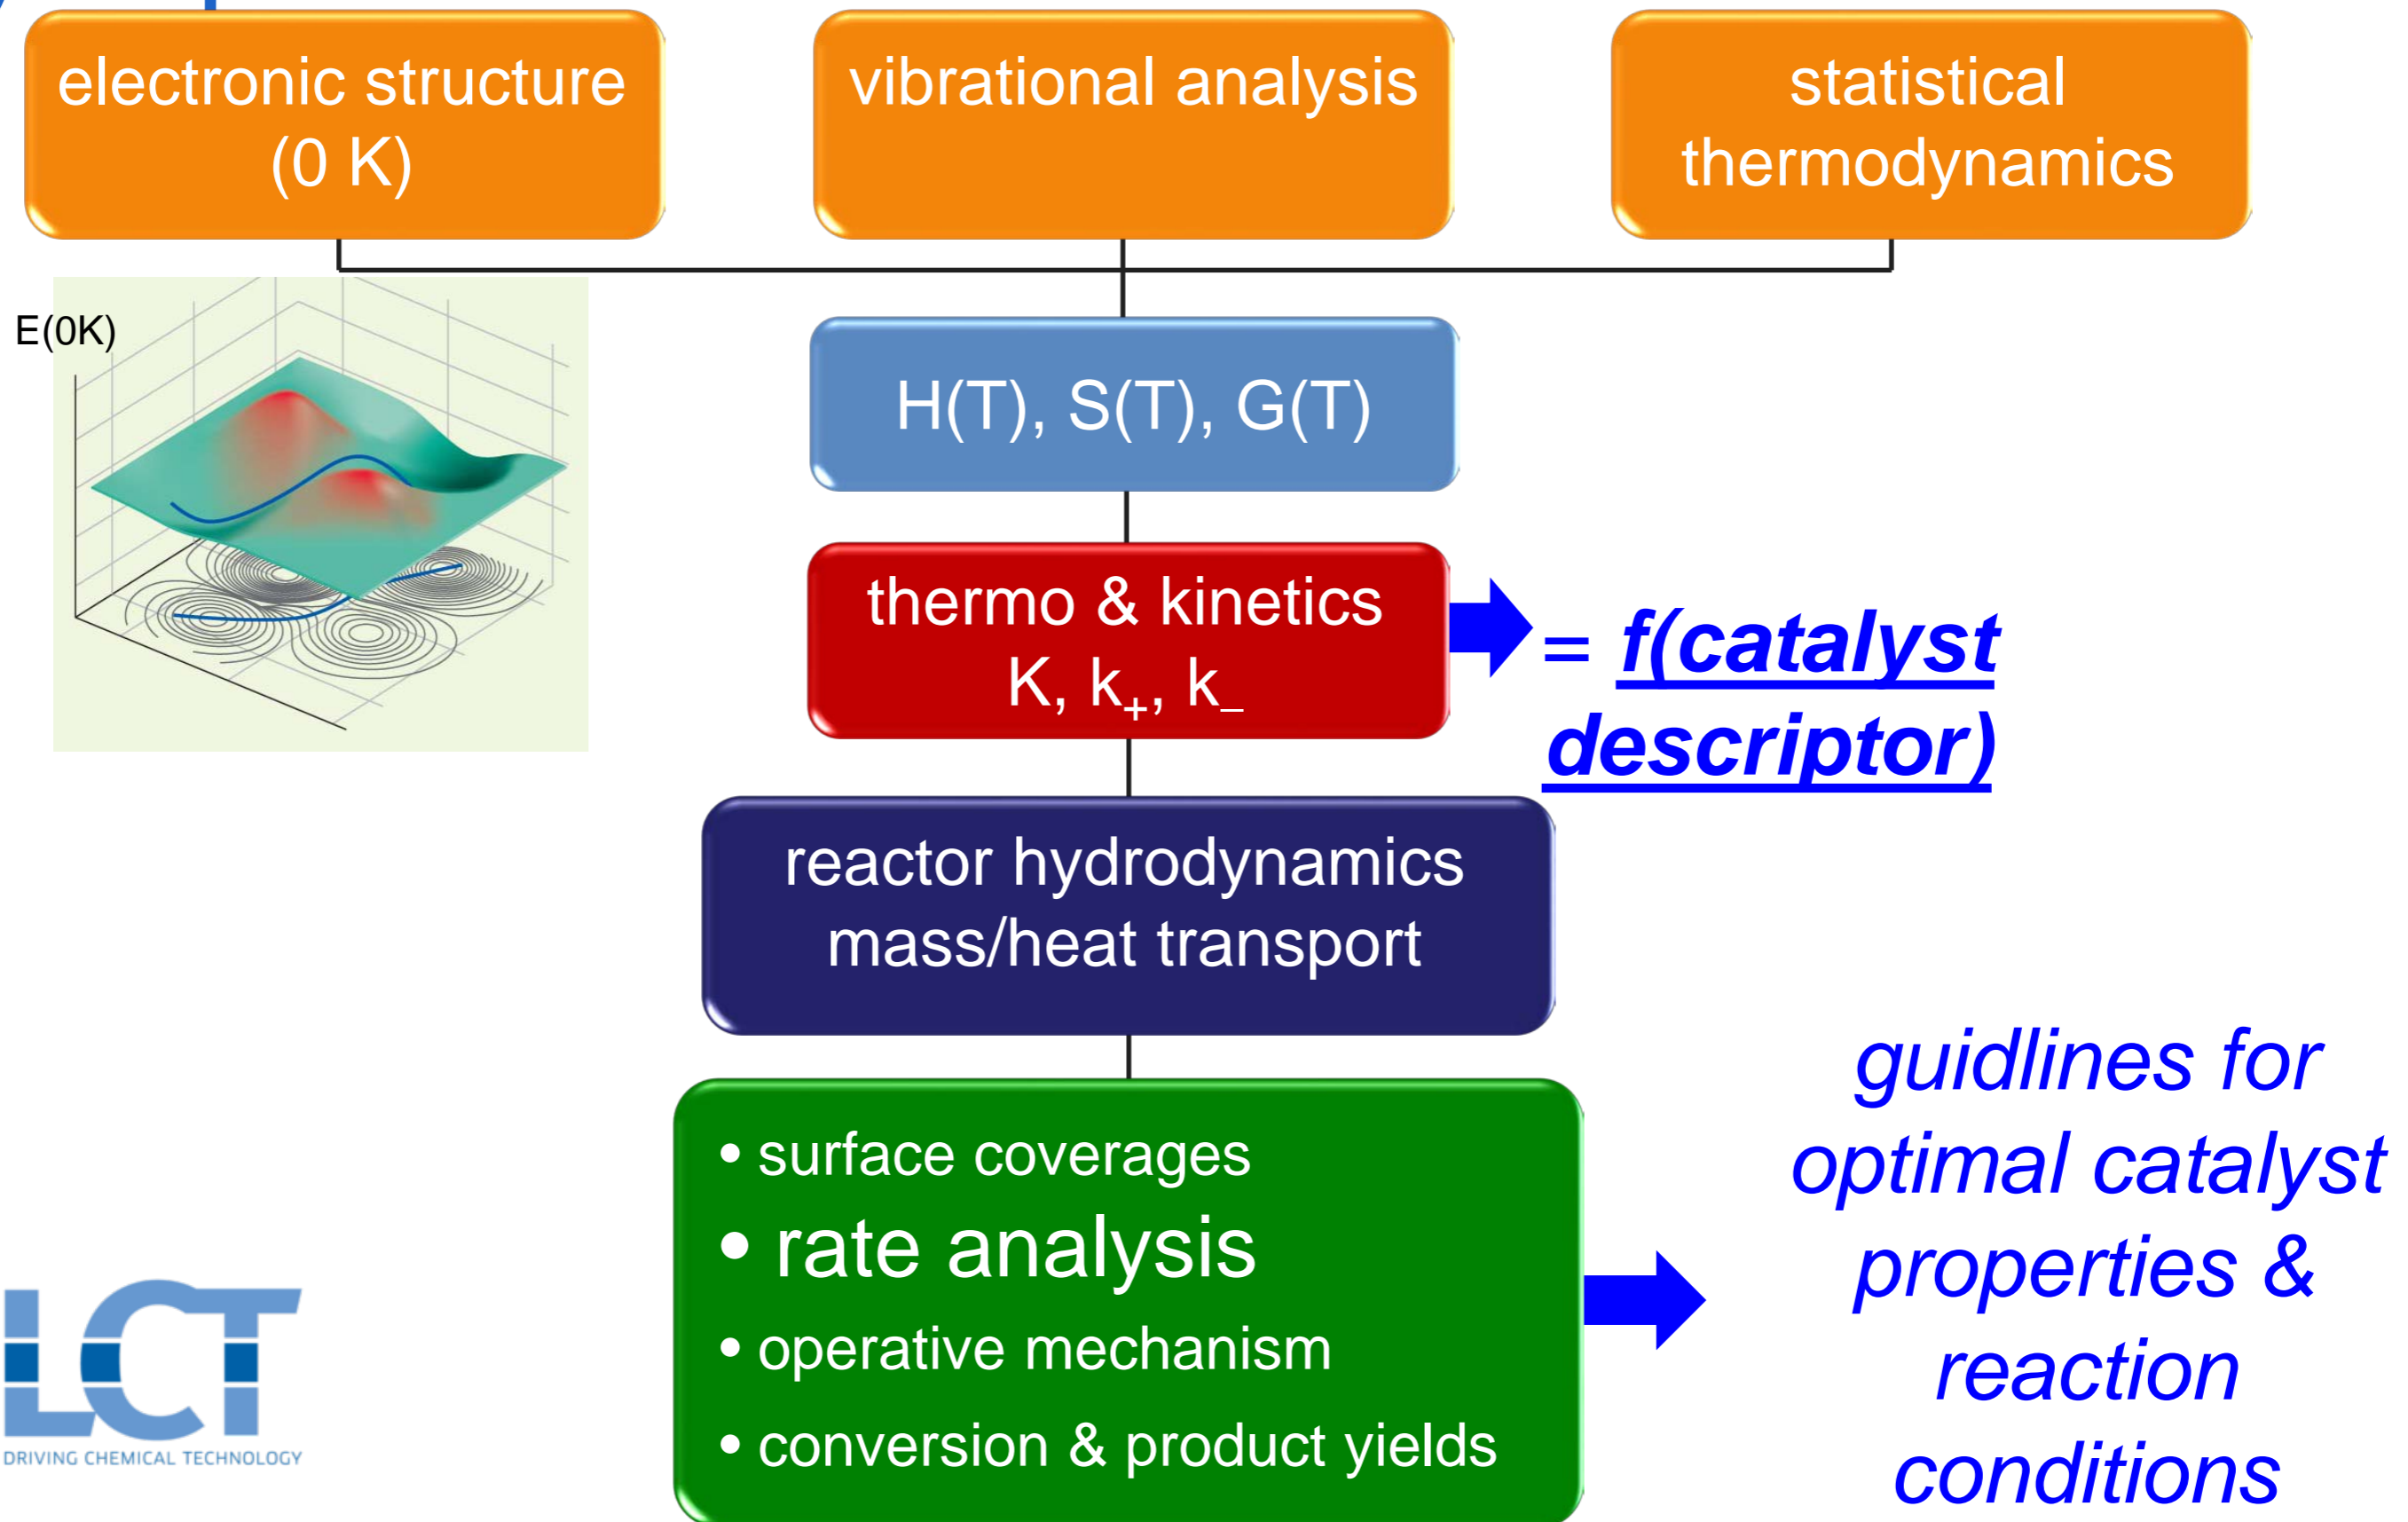 electronic structure
(0 K)
vibrational analysis
statistical
thermodynamics
E(0K)
H(T), S(T), G(T)
thermo & kinetics
K, k₊, k₋
= f(catalyst
descriptor)
reactor hydrodynamics
mass/heat transport
• surface coverages
• rate analysis
• operative mechanism
• conversion & product yields
guidlines for
optimal catalyst
properties &
reaction
conditions
LCT
DRIVING CHEMICAL TECHNOLOGY